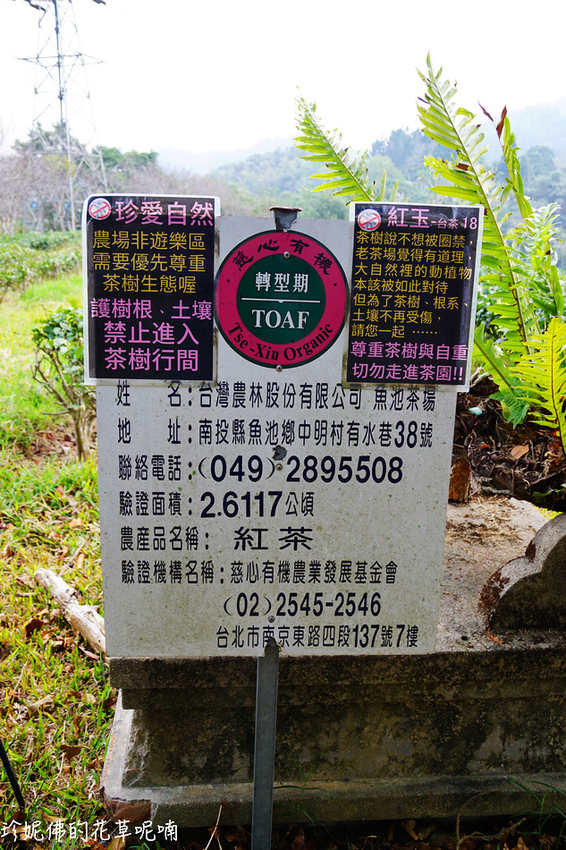 珍愛自然
農場非遊樂區
需要優先尊重
茶樹生態喔
護樹根、土壤
禁止進入
茶樹行間
慈心有機
轉型期
TOAF
Tse-Xin Organic
紅玉-台茶18
茶樹說不想被圈禁,
老茶場覺得有道理
大自然裡的動植物
本該被如此對待
但為了茶樹、根系、
土壤不再受傷,
請您一起 ……
尊重茶樹與自重
切勿走進茶園!!
姓 名:台灣農林股份有限公司 魚池茶場
地 址:南投縣魚池鄉中明村有水巷38號
聯絡電話:(049)2895508
驗證面積:2.6117公頃
農産品名稱: 紅茶
驗證機構名稱:慈心有機農業發展基金會
(02)2545-2546
台北市南京東路四段137號7樓
珍妮佛的花草呢喃